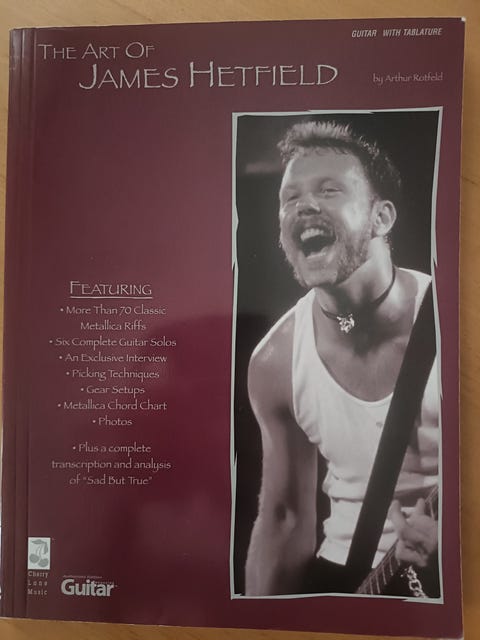 GUITAR WITH TABLATURE
THE ART OF
JAMES HETFIELD
by Arthur Rotfeld
FEATURING
• More Than 70 Classic
Metallica Riffs
• Six Complete Guitar Solos
• An Exclusive Interview
• Picking Techniques
• Gear Setups
• Metallica Chord Chart
• Photos
• Plus a complete
transcription and analysis
of "Sad But True"
Cherry
Lane
Music
Guitar